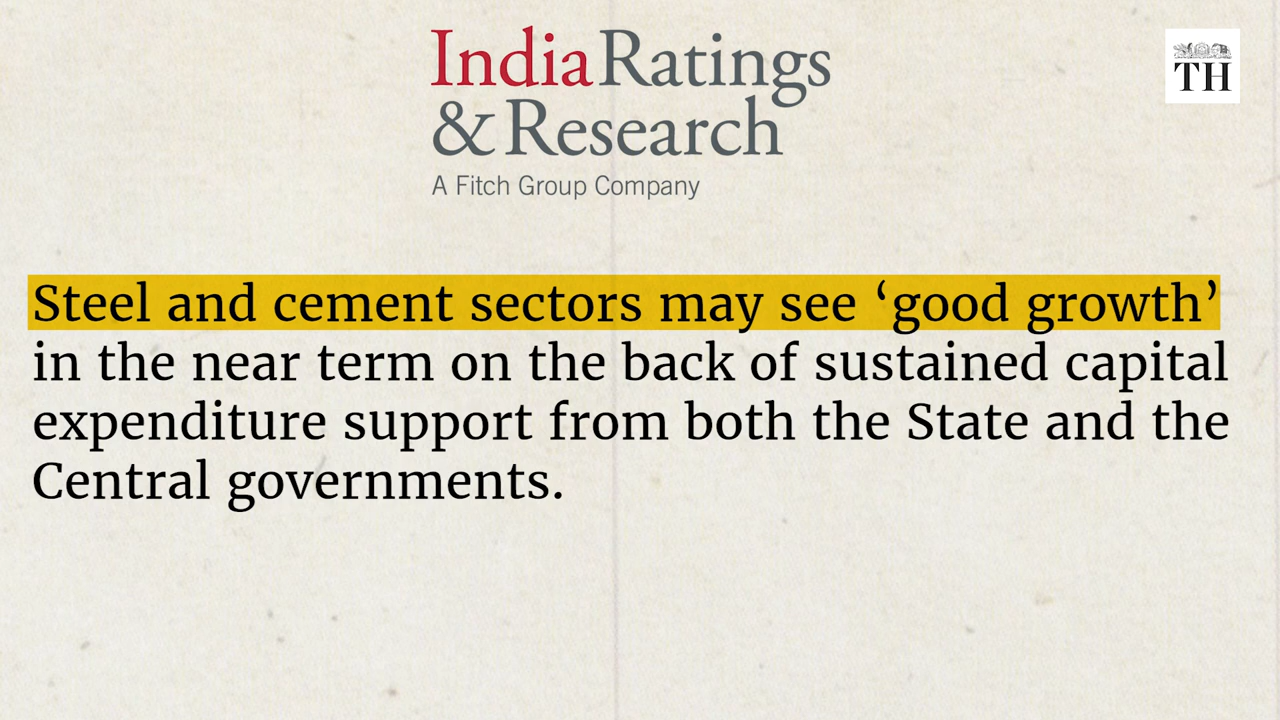 India Ratings
& Research
A Fitch Group Company
TH
Steel and cement sectors may see ‘good growth’
in the near term on the back of sustained capital
expenditure support from both the State and the
Central governments.